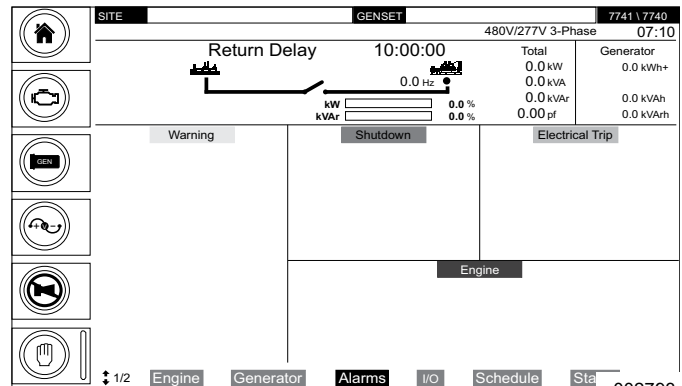 SITE GENSET 7741 \ 7740
480V/277V 3-Phase 07:10
Return Delay 10:00:00 Total Generator
0.0 kW 0.0 kWh+
0.0 Hz 0.0 kVA
0.0 kVAr 0.0 kVAh
kW 0.0 % 0.00 pf 0.0 kVArh
kVAr 0.0 %
Warning Shutdown Electrical Trip
GEN
Engine
1/2 Engine Generator Alarms I/O Schedule Sta